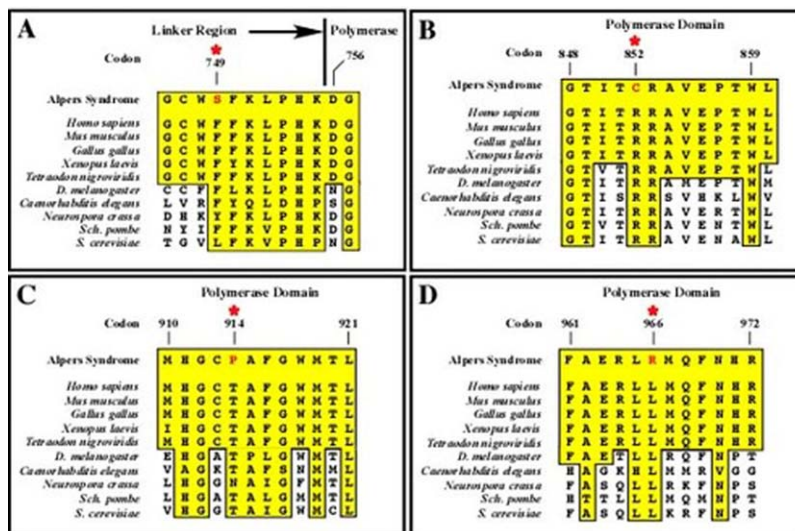 A
Linker Region Polymerase
Codon 749 756
Alpers Syndrome G C W S F K L P H K D G
Homo sapiens G C W F F K L P H K D G
Mus musculus G C W F F K L P H K D G
Gallus gallus G C W F F K L P H K D G
Xenopus laevis G C W F Y K L P H K D G
Tetraodon nigroviridis G C W F F K L P H K D G
D. melanogaster C C F F L K L P H K N G
Caenorhabditis elegans L V R F Y Q L D H P S G
Neurospora crassa D H K Y F K L P H K D G
Sch. pombe N Y I F F K V P H K D G
S. cerevisiae T G V L F K V P H P N G
B
Polymerase Domain
Codon 848 852 859
Alpers Syndrome G T I T C R A V E P T W L
Homo sapiens G T I T R R A V E P T W L
Mus musculus G T I T R R A V E P T W L
Gallus gallus G T I T R R A V E P T W L
Xenopus laevis G T I T R R A V E P T W L
Tetraodon nigroviridis G T V T R R A V E P T W L
D. melanogaster G T I T R R A M E P T W M
Caenorhabditis elegans G T I S R R S V H K L W V
Neurospora crassa G T I T R R A V E N T W L
Sch. pombe G T V T R R A V E P T W L
S. cerevisiae G T I T R R A V E N A W L
C
Polymerase Domain
Codon 910 914 921
Alpers Syndrome M H G C P A F G W M T L
Homo sapiens M H G C T A F G W M T L
Mus musculus M H G C T A F G W M T L
Gallus gallus M H G C T A F G W M T L
Xenopus laevis I H G C T A F G W M T L
Tetraodon nigroviridis M H G C T A F G W M T L
D. melanogaster E H G A T P L G W M T L
Caenorhabditis elegans V A G K T A F S N M M L
Neurospora crassa L H G G N A I G F M T L
Sch. pombe L H G A T A L G W M T L
S. cerevisiae V H G G T A L G W M C L
D
Polymerase Domain
Codon 961 966 972
Alpers Syndrome F A E R L R M Q F N H R
Homo sapiens F A E R L L M Q F N H R
Mus musculus F A E R L L M Q F N H R
Gallus gallus F A E R L L M Q F N H R
Xenopus laevis F A E R L L M Q F N H R
Tetraodon nigroviridis F A E R L L M Q F N H R
D. melanogaster F A E T L L R Q F N P T
Caenorhabditis elegans H A G K H L M M R V G G
Neurospora crassa F A S Q L L K R F N P S
Sch. pombe H T T L L L M Q M N P T
S. cerevisiae F A S Q L L K K F N P S